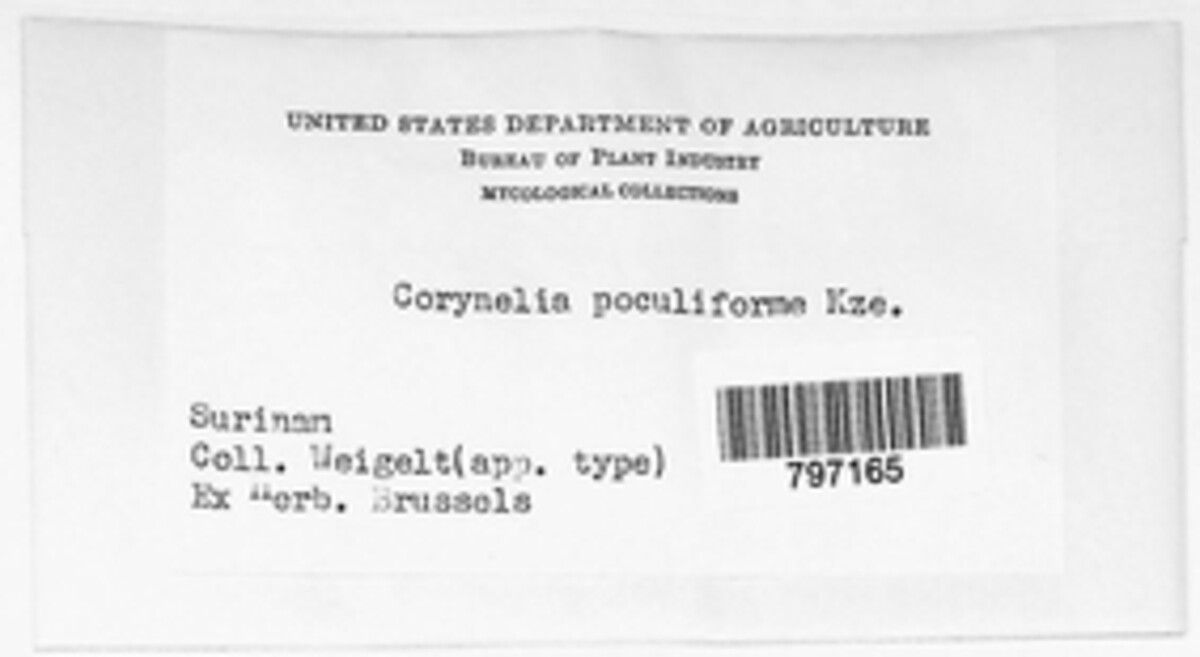 UNITED STATES DEPARTMENT OF AGRICULTURE
BUREAU OF PLANT INDUSTRY
MYCOLOGICAL COLLECTIONS
Corynelia poculiforme Kze.
Surinam
Coll. Weigelt(app. type)
Ex Herb. Brussels
797165